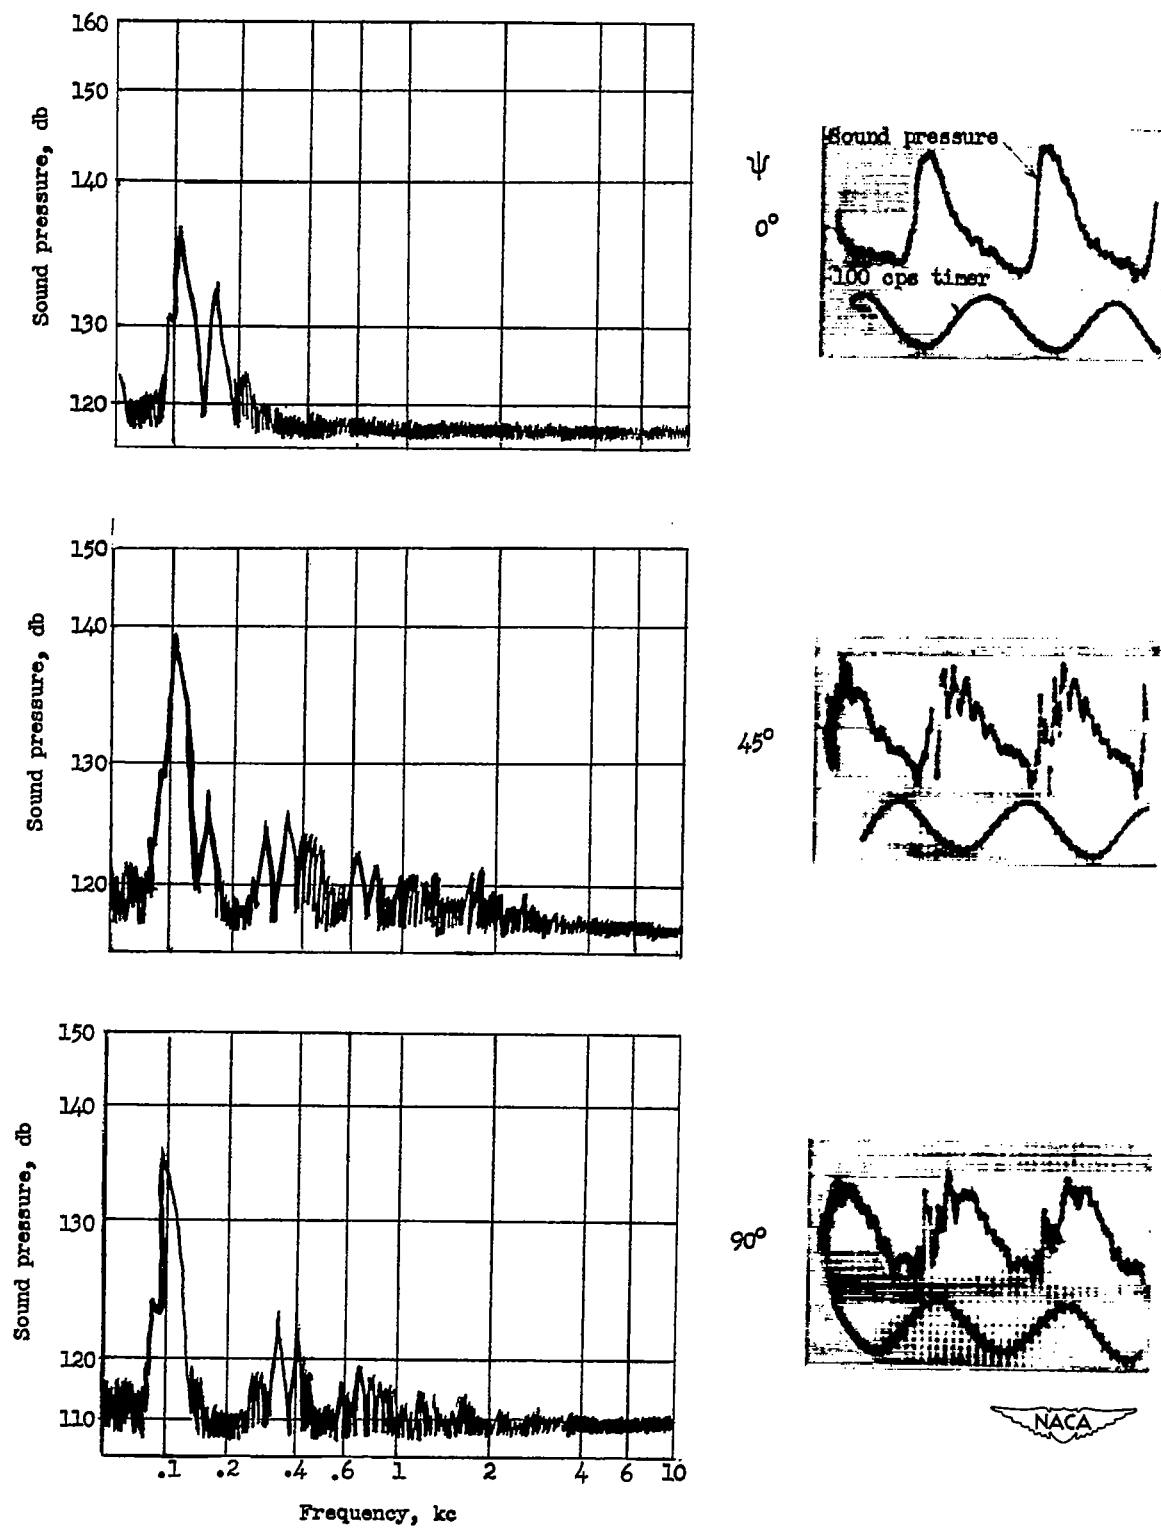 160
150
140
130
120
Sound pressure, db
ψ
0°
Sound pressure
100 cps timer
150
140
130
120
Sound pressure, db
45°
150
140
130
120
110
Sound pressure, db
90°
.1 .2 .4 .6 1 2 4 6 10
Frequency, kc
NACA